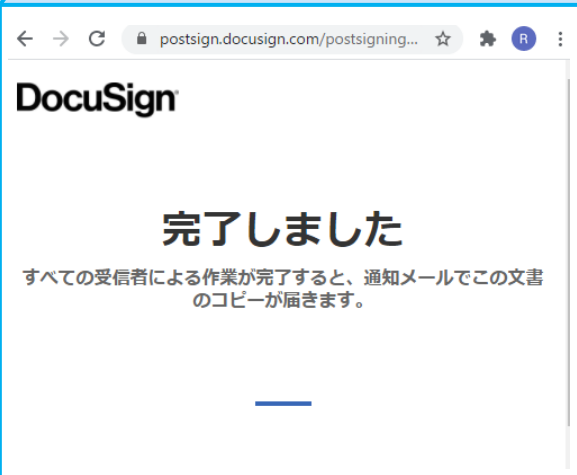 postsign.docusign.com/postsigning...
R
DocuSign
完了しました
すべての受信者による作業が完了すると、通知メールでこの文書
のコピーが届きます。